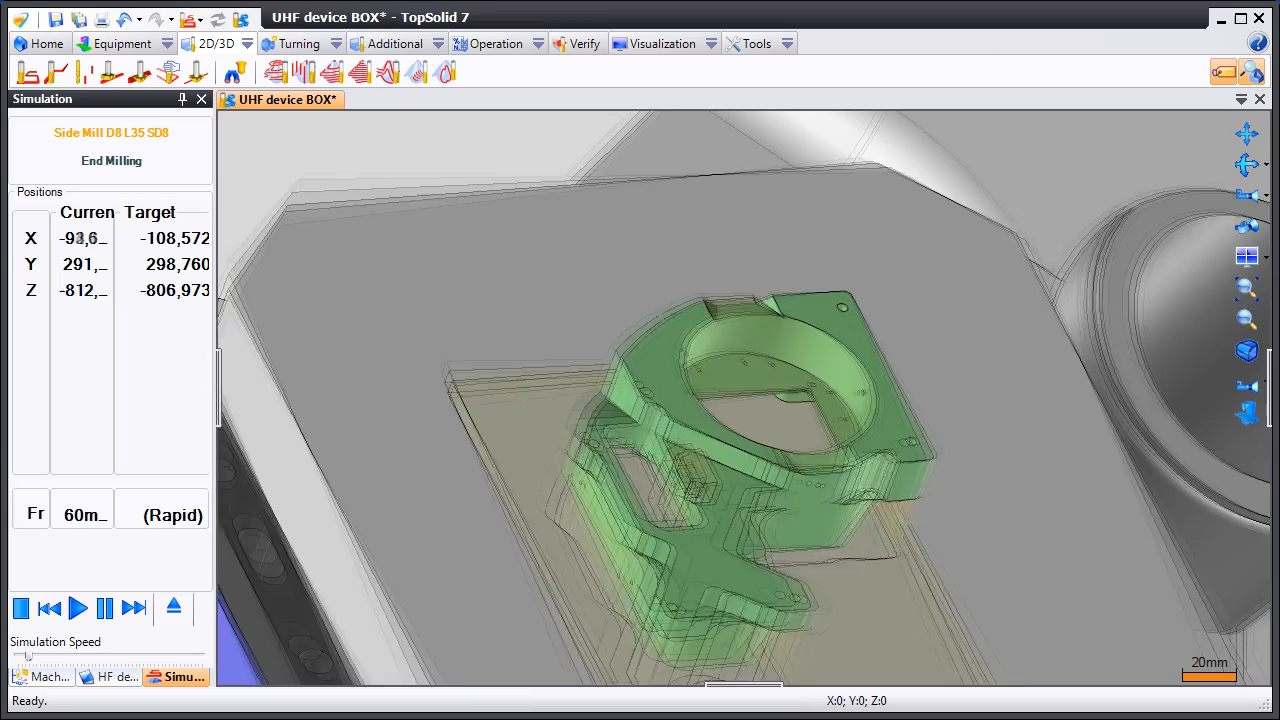 UHF device BOX* - TopSolid 7
Home Equipment 2D/3D Turning Additional Operation Verify Visualization Tools
Simulation
UHF device BOX*
Side Mill D8 L35 SD8
End Milling
Positions
Curren Target
X -108,572
Y 291,... 298,760
Z -812,... -806,973
Fr 60m... (Rapid)
Simulation Speed
20mm
Mach... HF de... Simu...
Ready. X:0; Y:0; Z:0